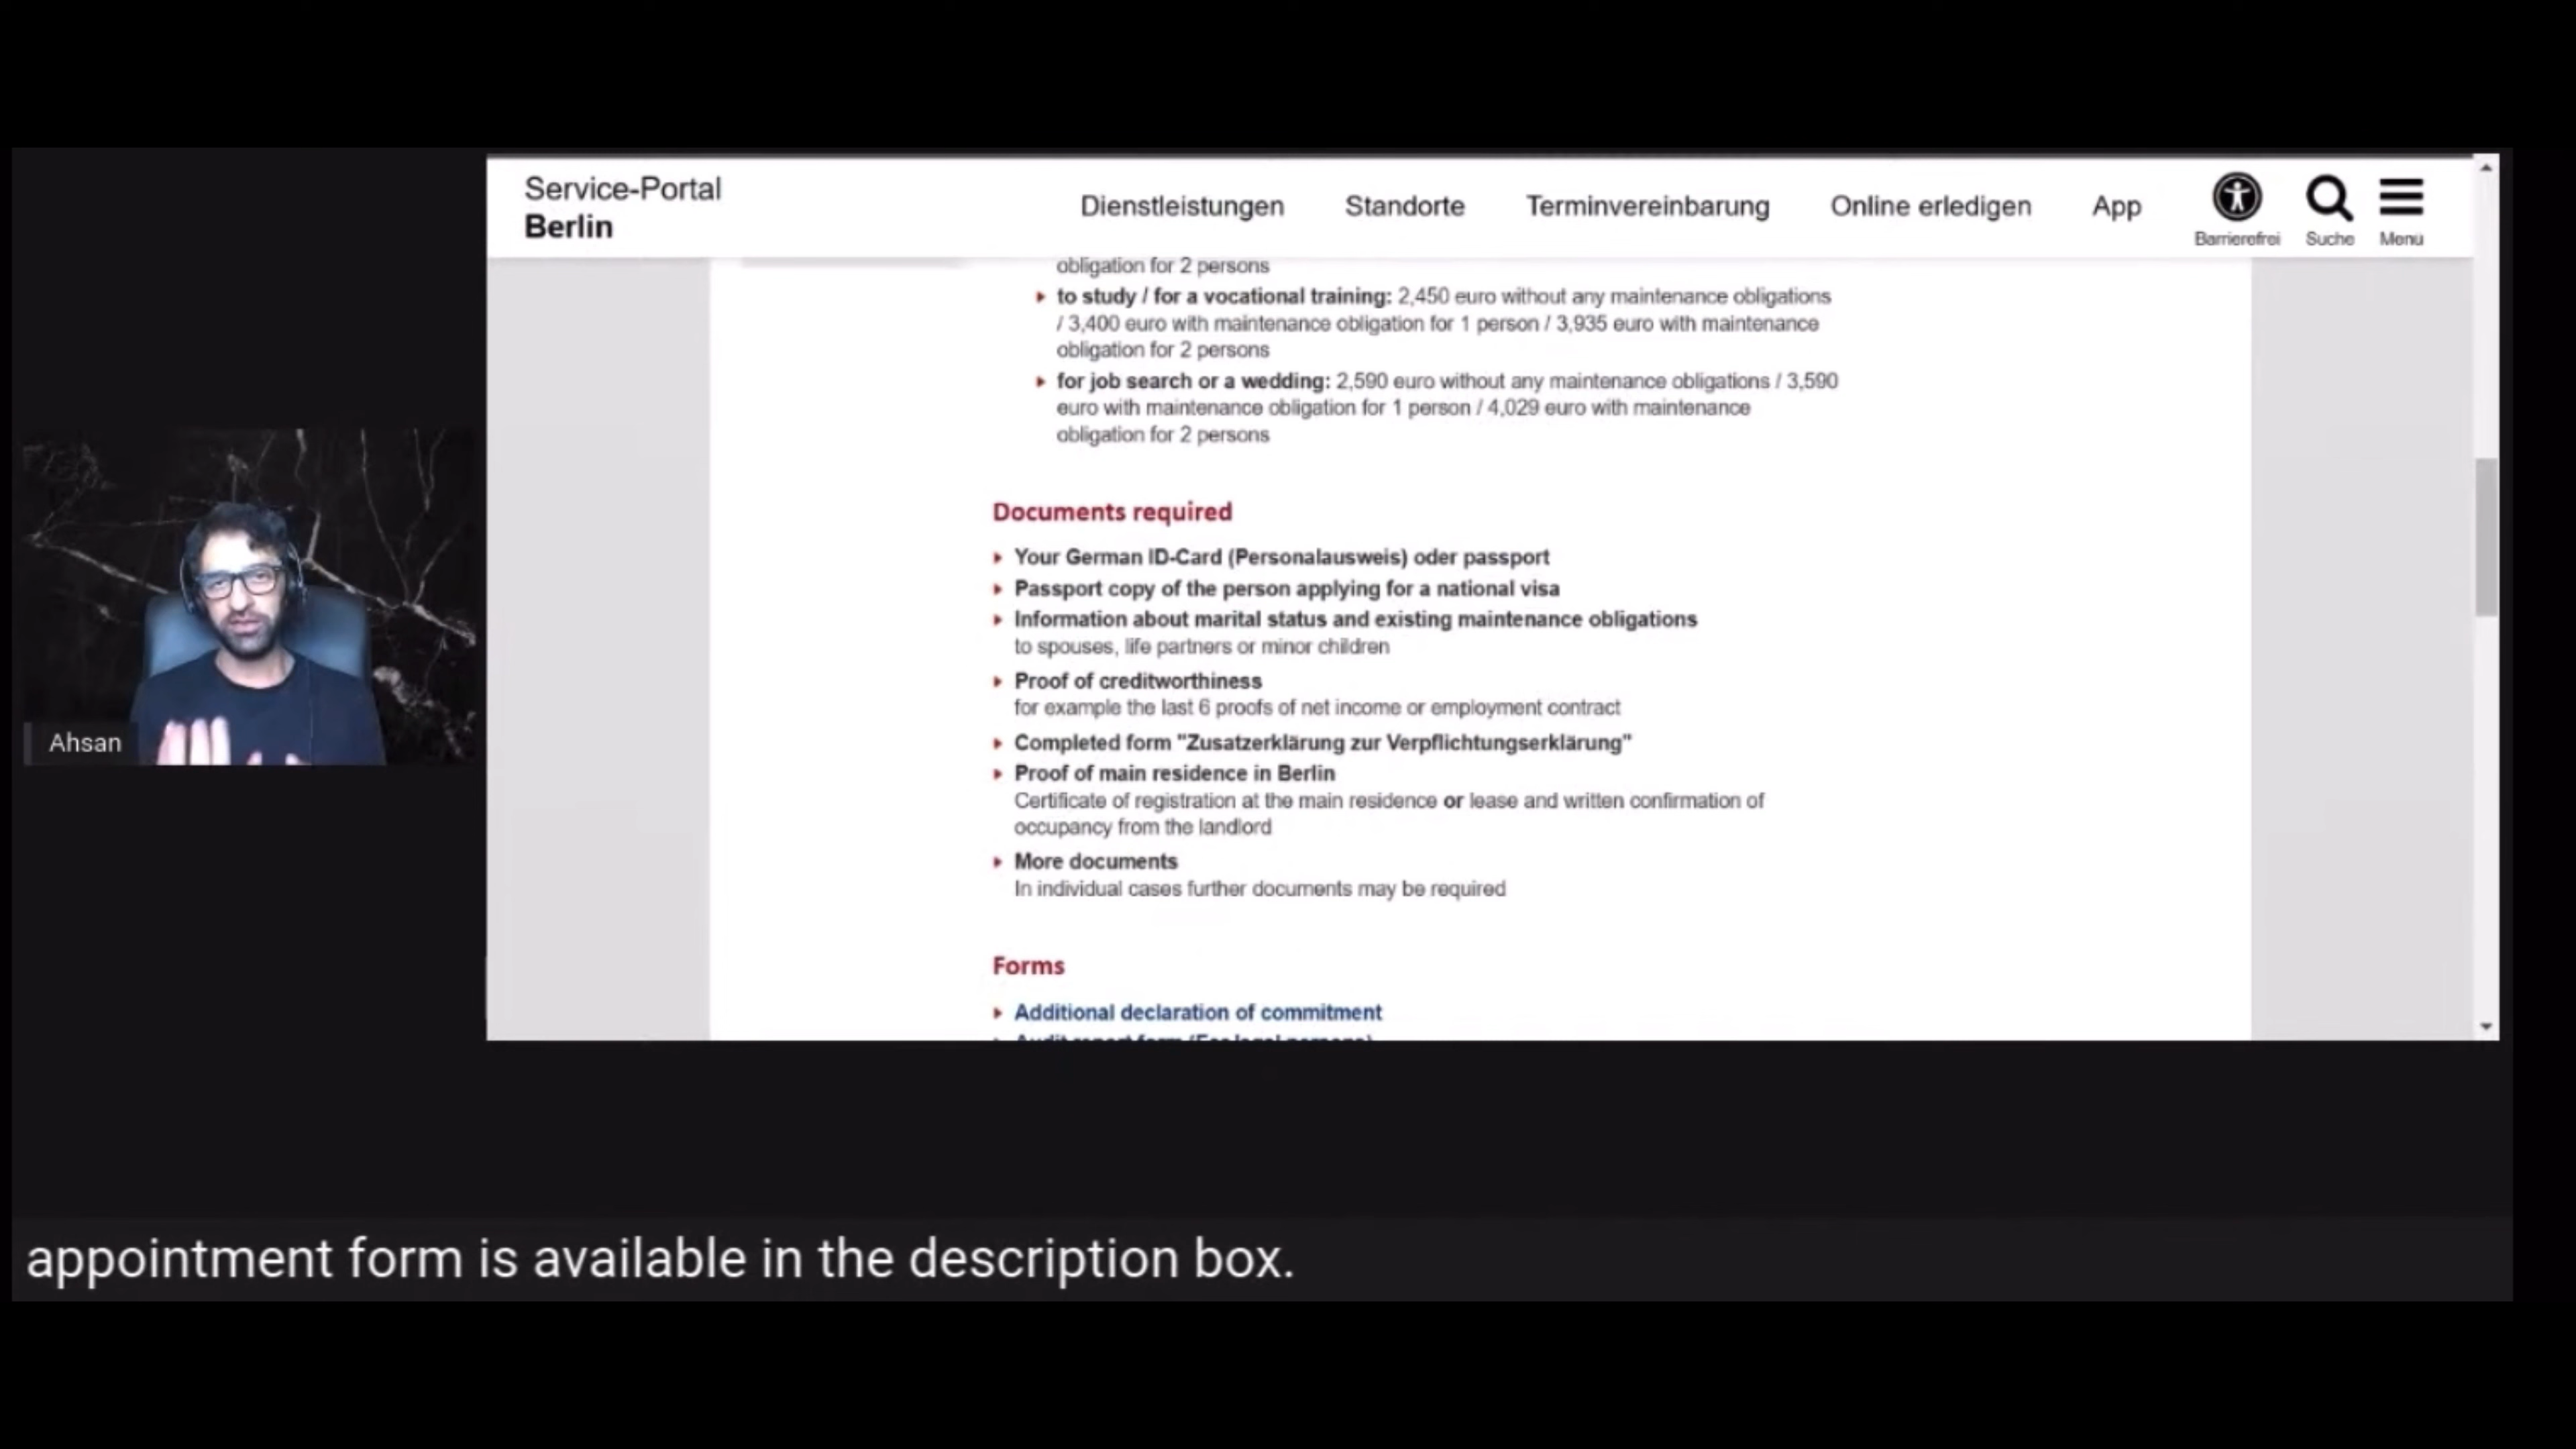 Service-Portal
Berlin
Dienstleistungen
Standorte
Terminvereinbarung
Online erledigen
App
Barrierefrei
Suche
Menü
obligation for 2 persons
to study / for a vocational training: 2,450 euro without any maintenance obligations
/ 3,400 euro with maintenance obligation for 1 person / 3,935 euro with maintenance
obligation for 2 persons
for job search or a wedding: 2,590 euro without any maintenance obligations / 3,590
euro with maintenance obligation for 1 person / 4,029 euro with maintenance
obligation for 2 persons
Documents required
Your German ID-Card (Personalausweis) oder passport
Passport copy of the person applying for a national visa
Information about marital status and existing maintenance obligations
to spouses, life partners or minor children
Proof of creditworthiness
for example the last 6 proofs of net income or employment contract
Completed form "Zusatzerklärung zur Verpflichtungserklärung"
Proof of main residence in Berlin
Certificate of registration at the main residence or lease and written confirmation of
occupancy from the landlord
More documents
In individual cases further documents may be required
Forms
Additional declaration of commitment
Audit report form (For legal persons)
Ahsan
appointment form is available in the description box.